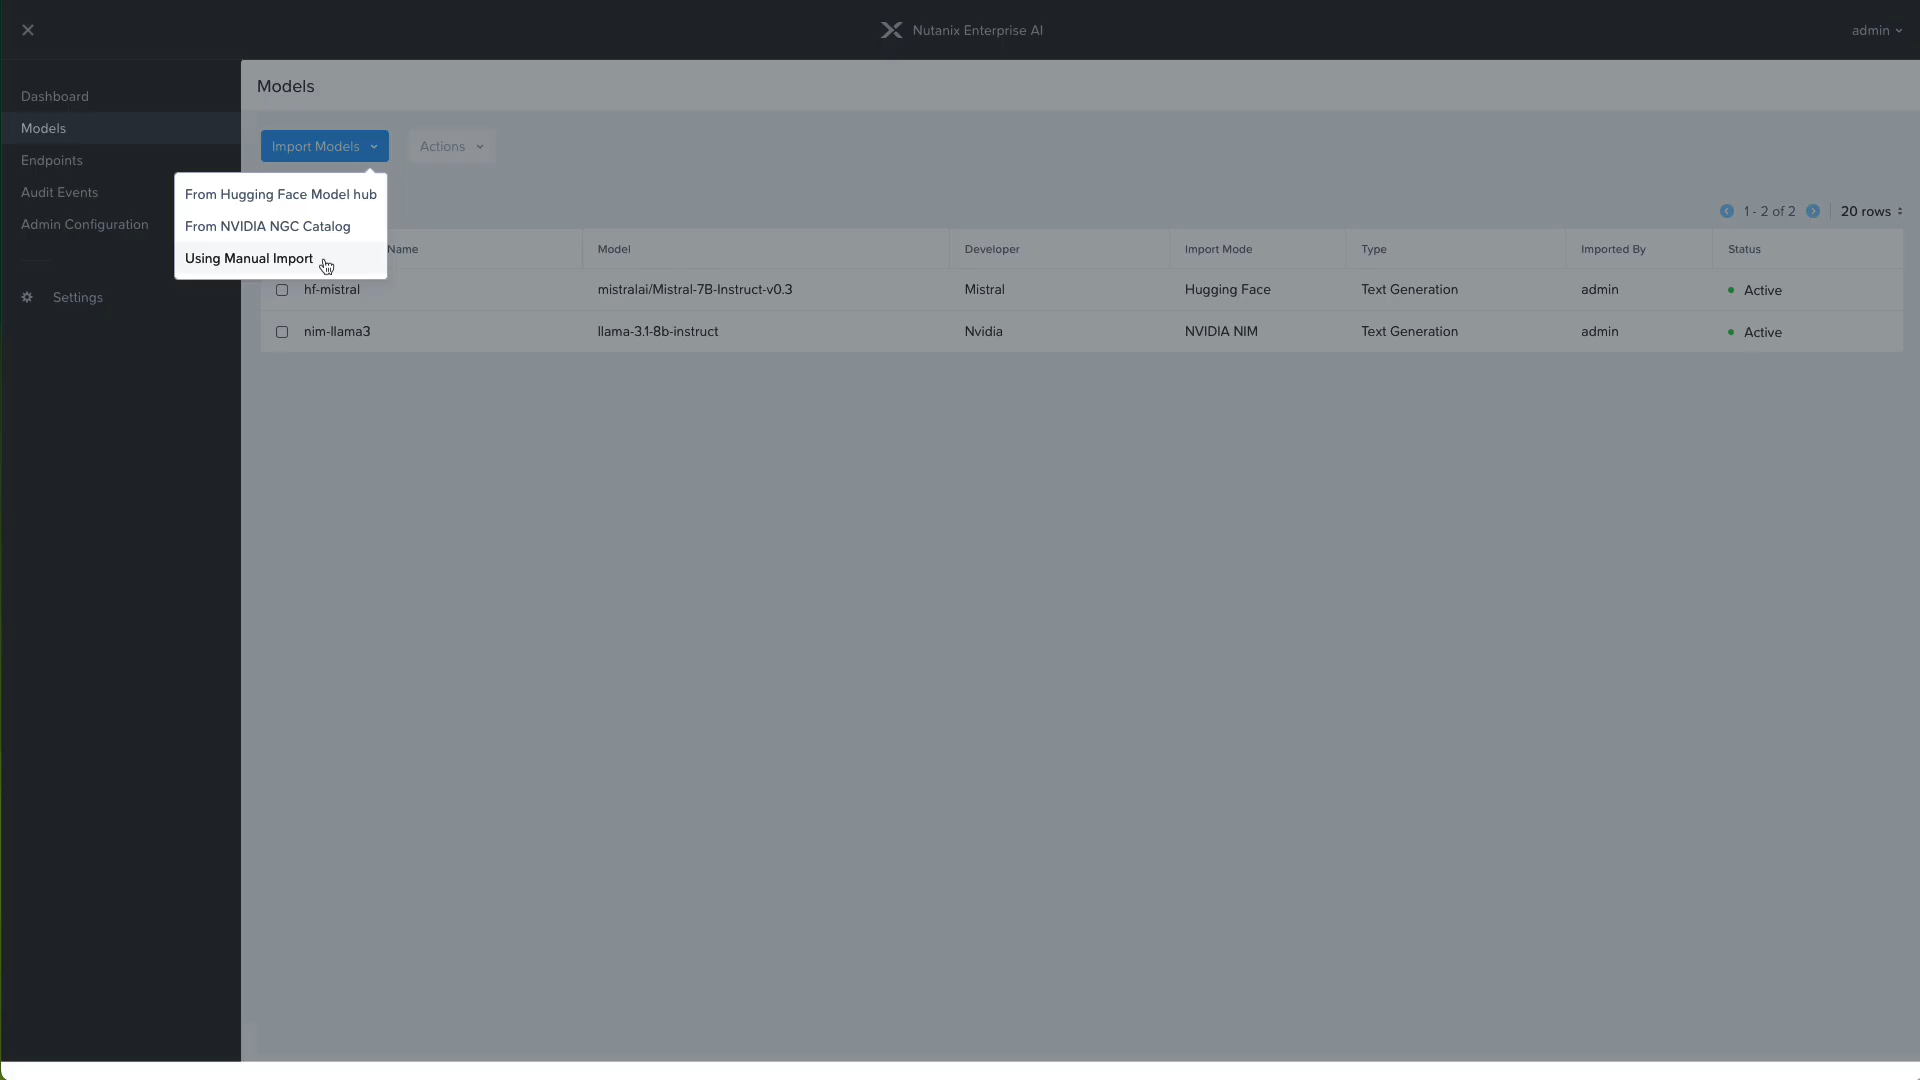 Nutanix Enterprise AI
admin
Dashboard
Models
Endpoints
Audit Events
Admin Configuration
Settings
Models
Import Models
Actions
From Hugging Face Model hub
From NVIDIA NGC Catalog
Using Manual Import
1 - 2 of 2
20 rows
Name Model Developer Import Mode Type Imported By Status
hf-mistral mistralai/Mistral-7B-Instruct-v0.3 Mistral Hugging Face Text Generation admin Active
nim-llama3 llama-3.1-8b-instruct Nvidia NVIDIA NIM Text Generation admin Active